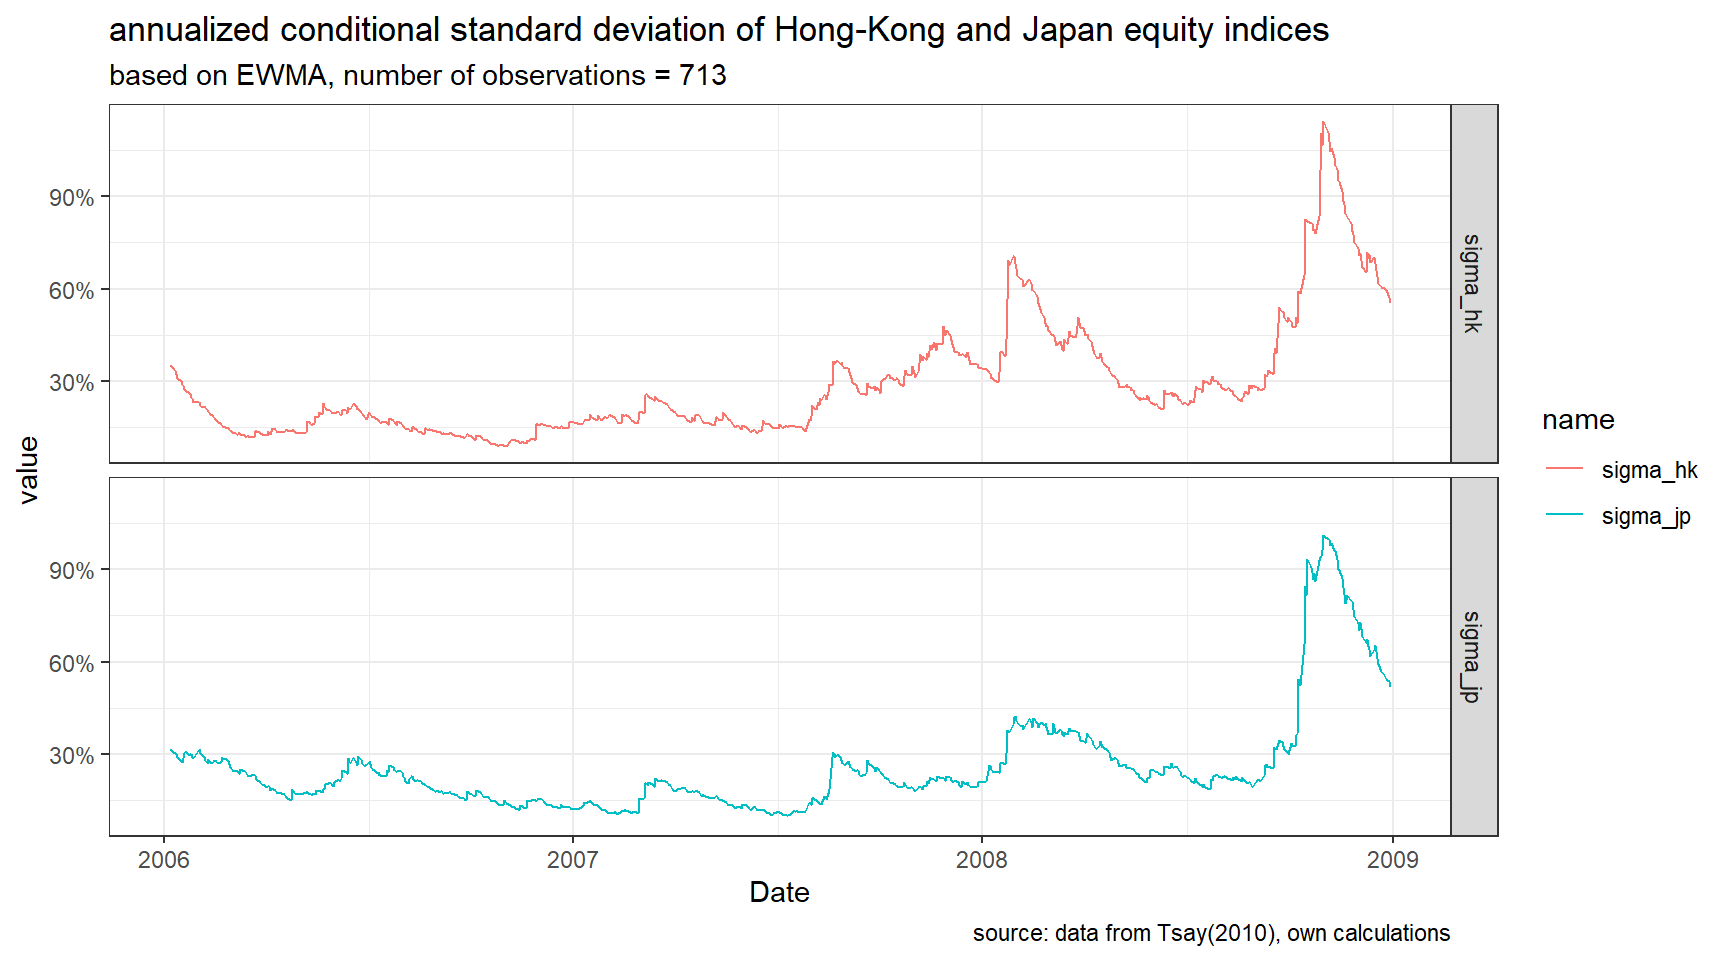 annualized conditional standard deviation of Hong-Kong and Japan equity indices
based on EWMA, number of observations = 713
90%
60%
30%
sigma_hk
90%
60%
30%
sigma_jp
value
2006
2007
2008
2009
Date
name
sigma_hk
sigma_jp
source: data from Tsay(2010), own calculations